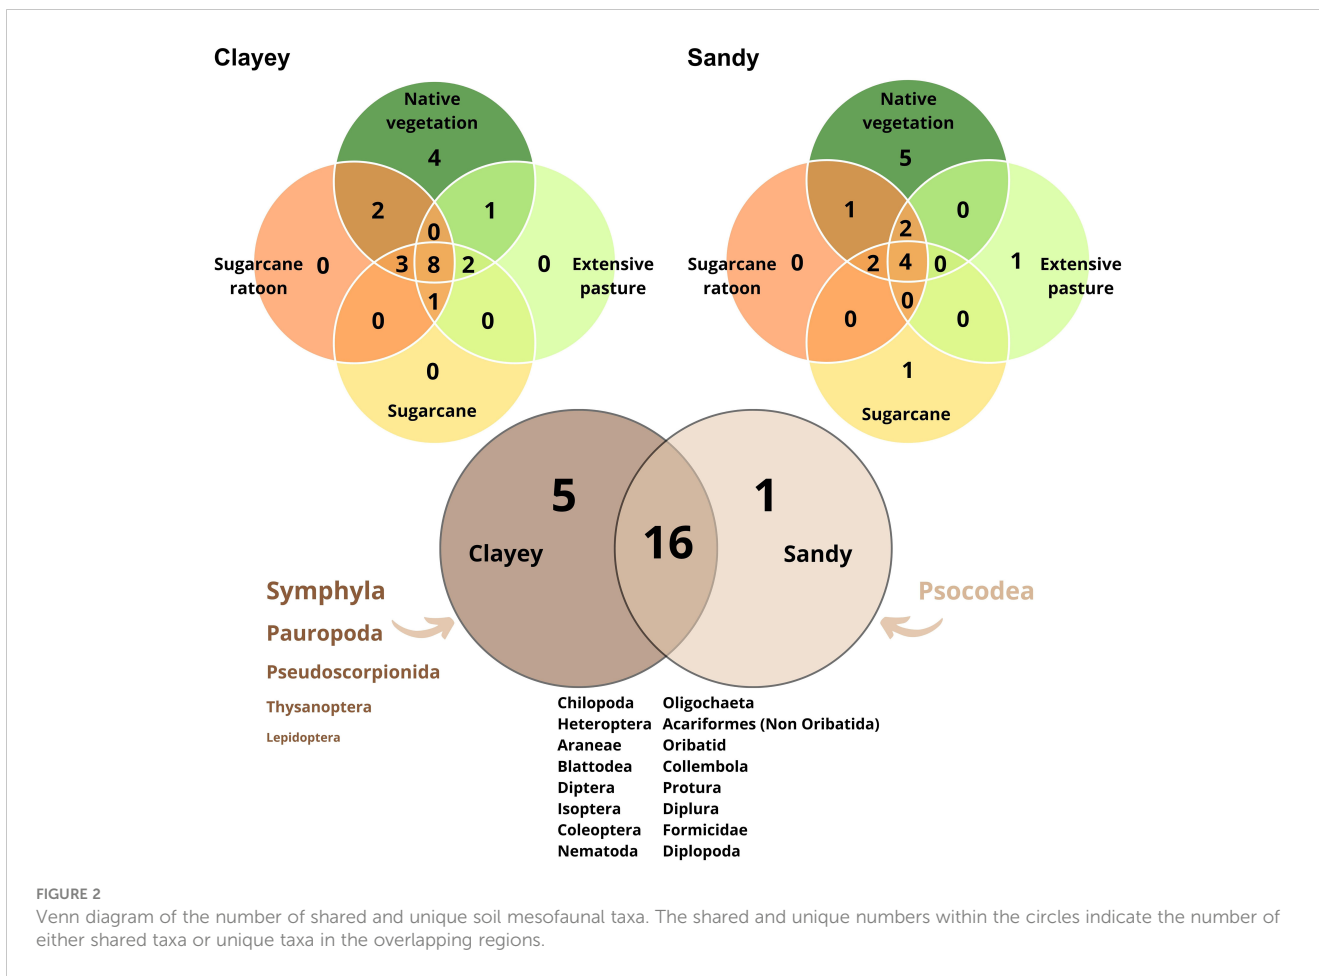 Clayey
Native
vegetation
4
2
1
0
Sugarcane
ratoon
0
3
8
2
0
Extensive
pasture
1
0
0
0
Sugarcane
Sandy
Native
vegetation
5
1
0
2
Sugarcane
ratoon
0
2
4
0
1
Extensive
pasture
0
0
0
1
Sugarcane
5
Clayey
16
1
Sandy
Symphyla
Pauropoda
Pseudoscorpionida
Thysanoptera
Lepidoptera
Psocodea
Chilopoda
Heteroptera
Araneae
Blattodea
Diptera
Isoptera
Coleoptera
Nematoda
Oligochaeta
Acariformes (Non Oribatida)
Oribatid
Collembola
Protura
Diplura
Formicidae
Diplopoda
FIGURE 2
Venn diagram of the number of shared and unique soil mesofaunal taxa. The shared and unique numbers within the circles indicate the number of
either shared taxa or unique taxa in the overlapping regions.